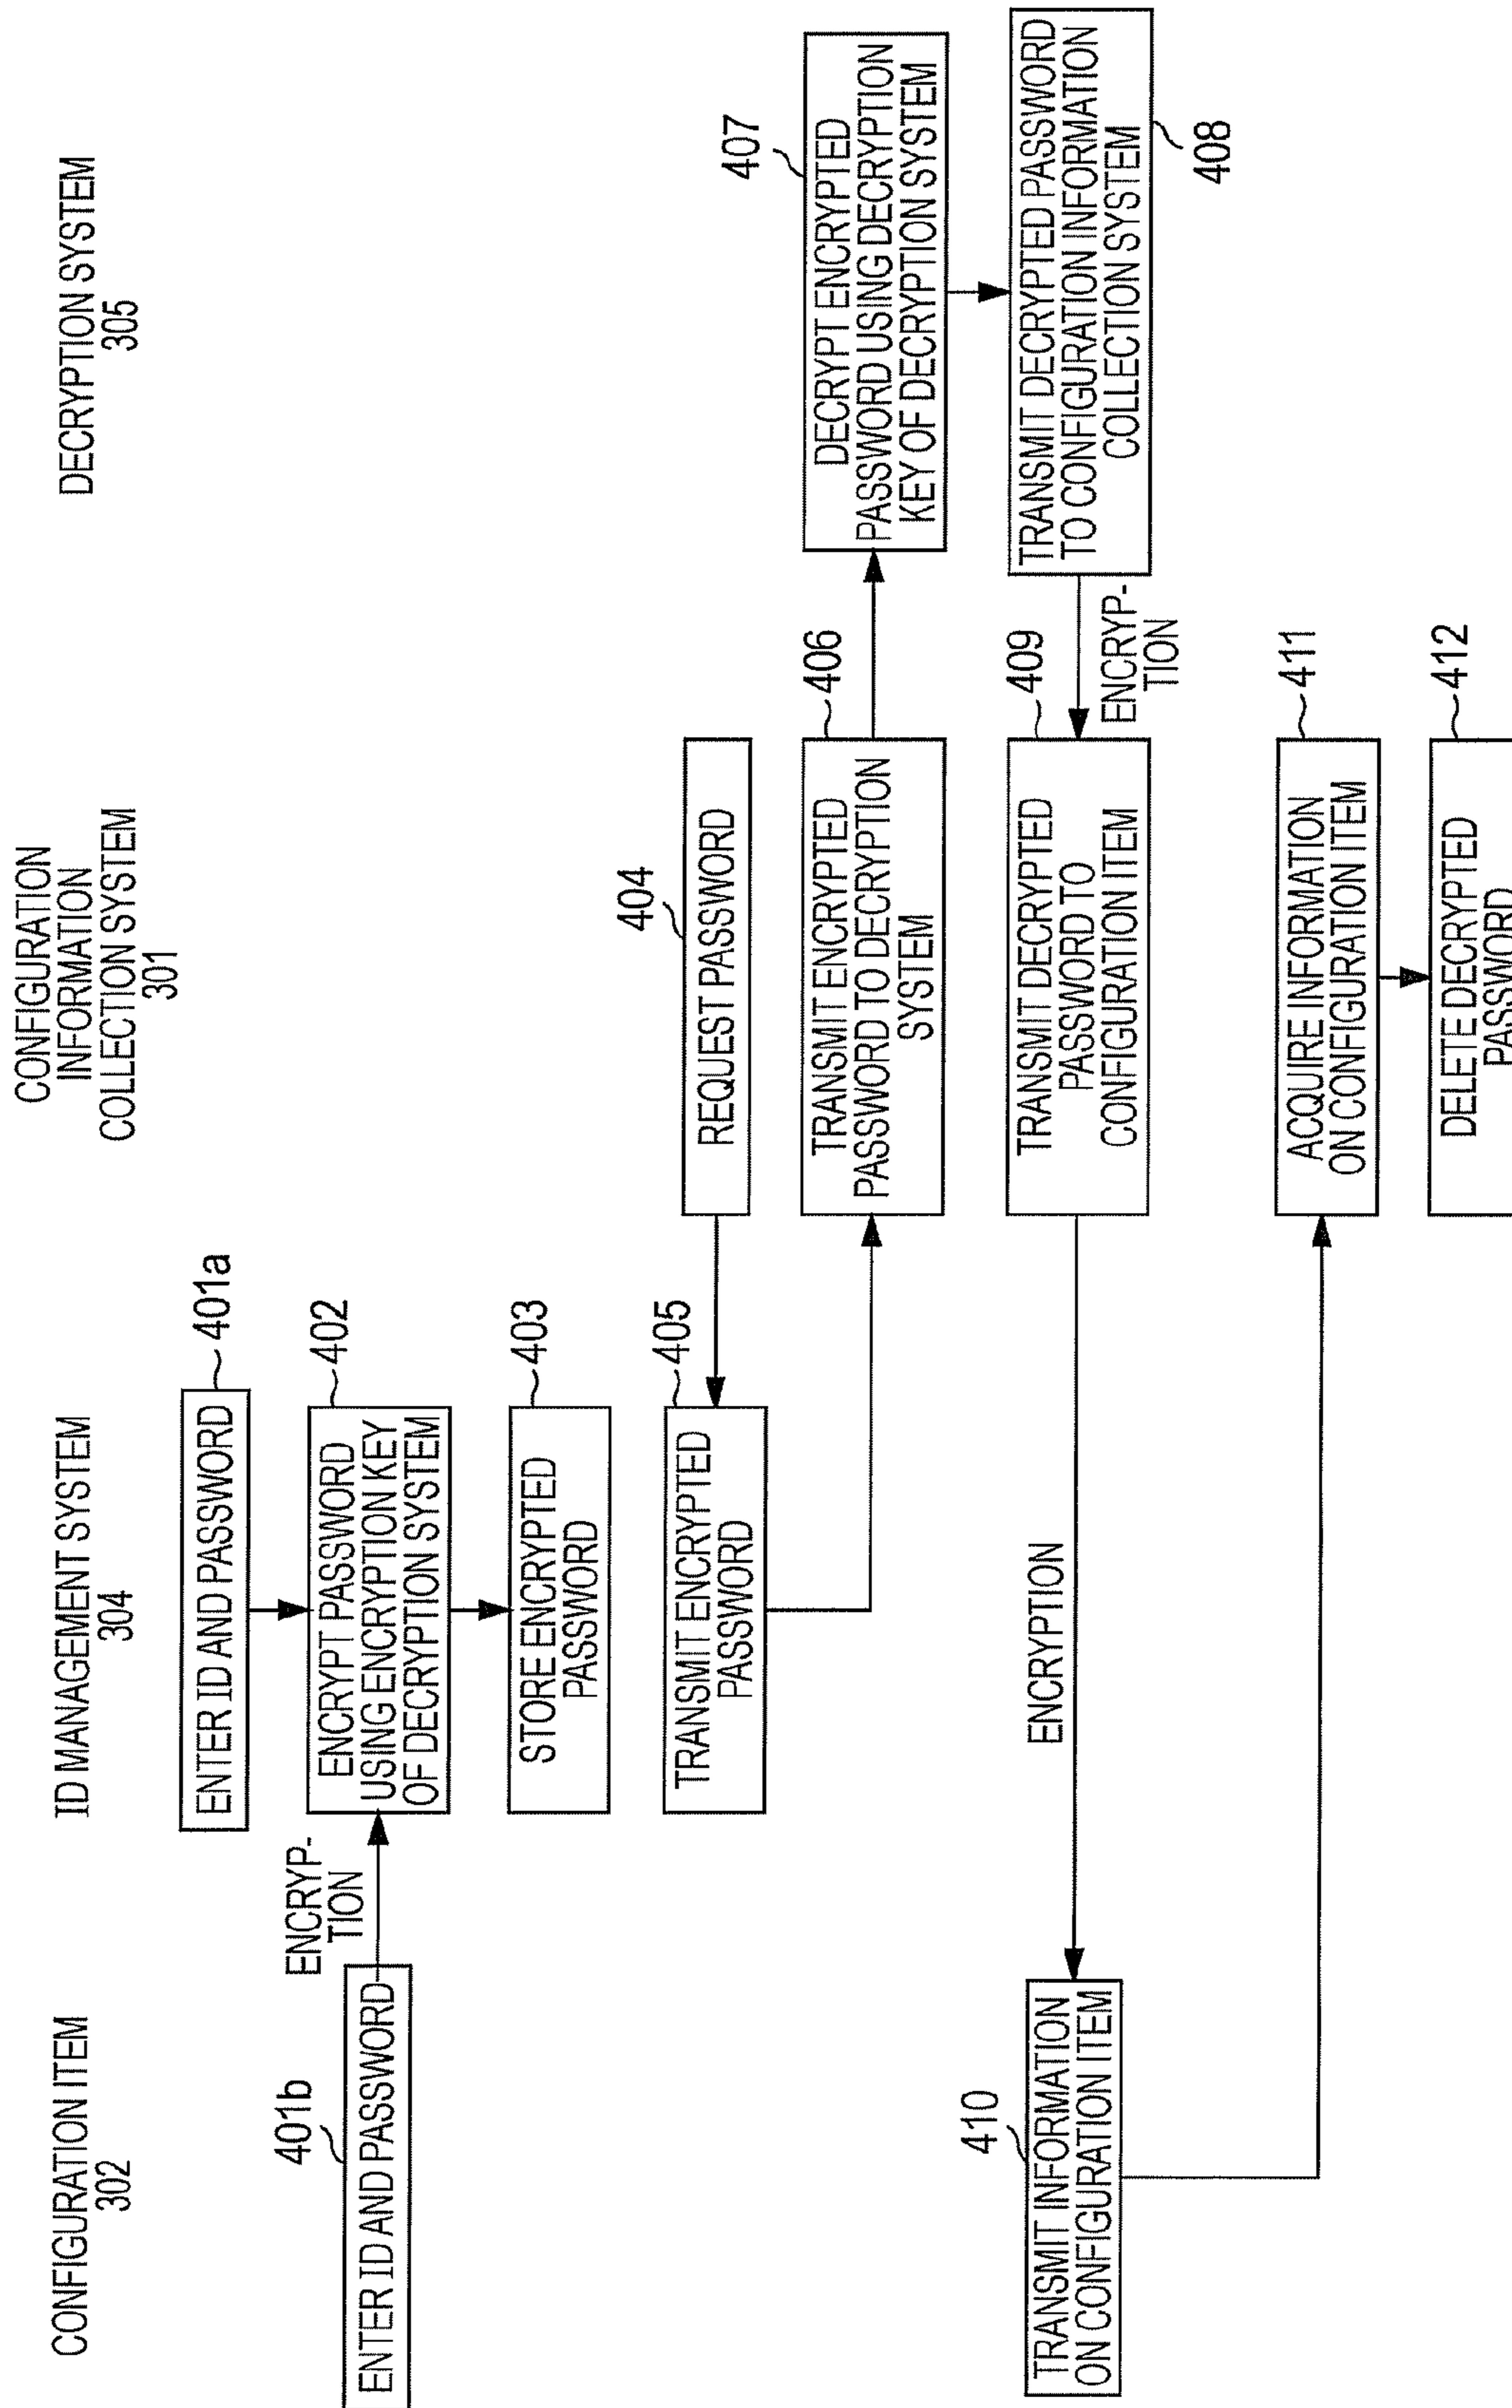 CONFIGURATION ITEM
302
ID MANAGEMENT SYSTEM
304
CONFIGURATION
INFORMATION
COLLECTION SYSTEM
301
DECRYPTION SYSTEM
305
401a
ENTER ID AND PASSWORD
401b
ENTER ID AND PASSWORD
ENCRYP-
TION
402
ENCRYPT PASSWORD
USING ENCRYPTION KEY
OF DECRYPTION SYSTEM
403
STORE ENCRYPTED
PASSWORD
404
REQUEST PASSWORD
405
TRANSMIT ENCRYPTED
PASSWORD
406
TRANSMIT ENCRYPTED
PASSWORD TO DECRYPTION
SYSTEM
407
DECRYPT ENCRYPTED
PASSWORD USING DECRYPTION
KEY OF DECRYPTION SYSTEM
TRANSMIT DECRYPTED PASSWORD
TO CONFIGURATION INFORMATION
COLLECTION SYSTEM
408
ENCRYP-
TION
409
TRANSMIT DECRYPTED
PASSWORD TO
CONFIGURATION ITEM
ENCRYPTION
410
TRANSMIT INFORMATION
ON CONFIGURATION ITEM
411
ACQUIRE INFORMATION
ON CONFIGURATION ITEM
412
DELETE DECRYPTED
PASSWORD